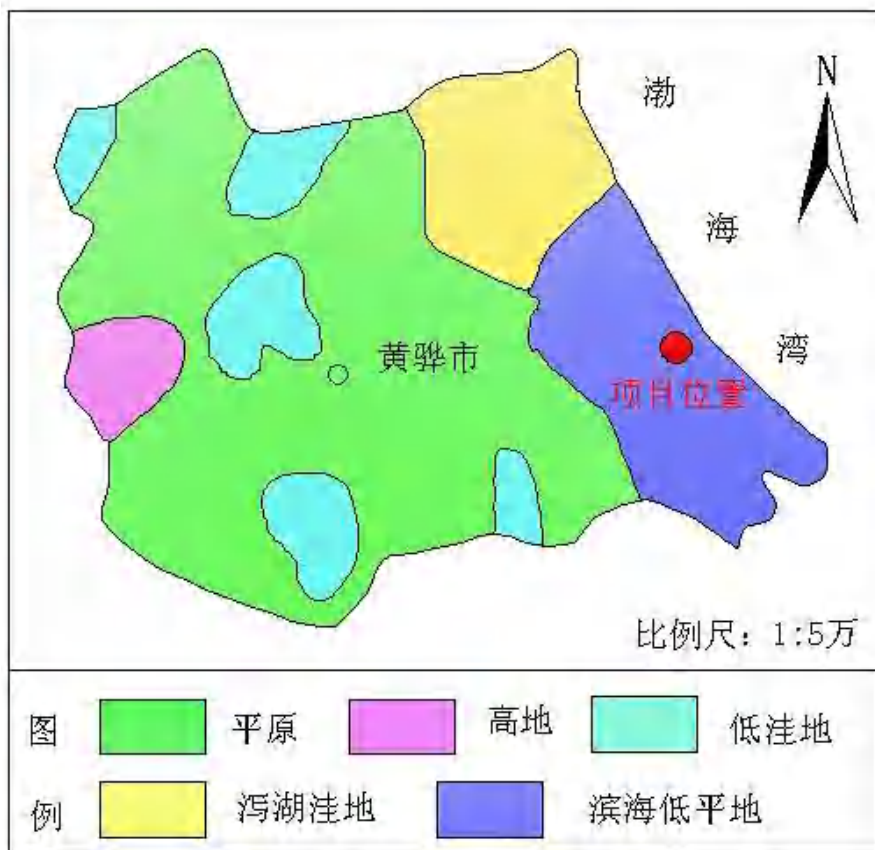 渤
N
海
湾
黄骅市
项目位置
比例尺：1:5万
图 平原 高地 低洼地
例 泻湖洼地 滨海低平地